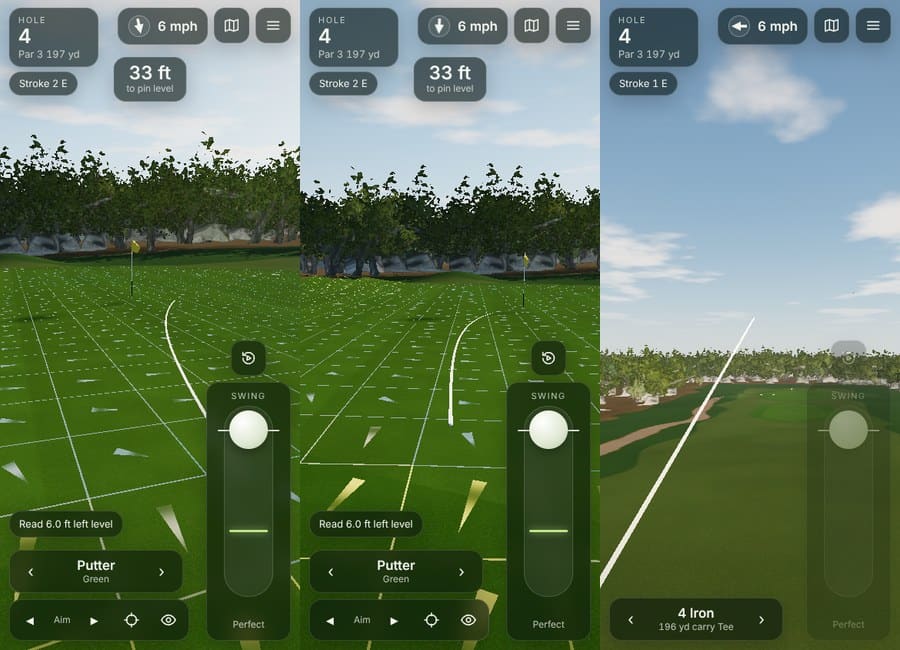 HOLE
4
Par 3 197 yd
6 mph
Stroke 2 E
33 ft
to pin level
SWING
Read 6.0 ft left level
Putter
Green
Aim
Perfect
HOLE
4
Par 3 197 yd
6 mph
Stroke 2 E
33 ft
to pin level
SWING
Read 6.0 ft left level
Putter
Green
Aim
Perfect
HOLE
4
Par 3 197 yd
6 mph
Stroke 1 E
SWING
4 Iron
196 yd carry Tee
Perfect